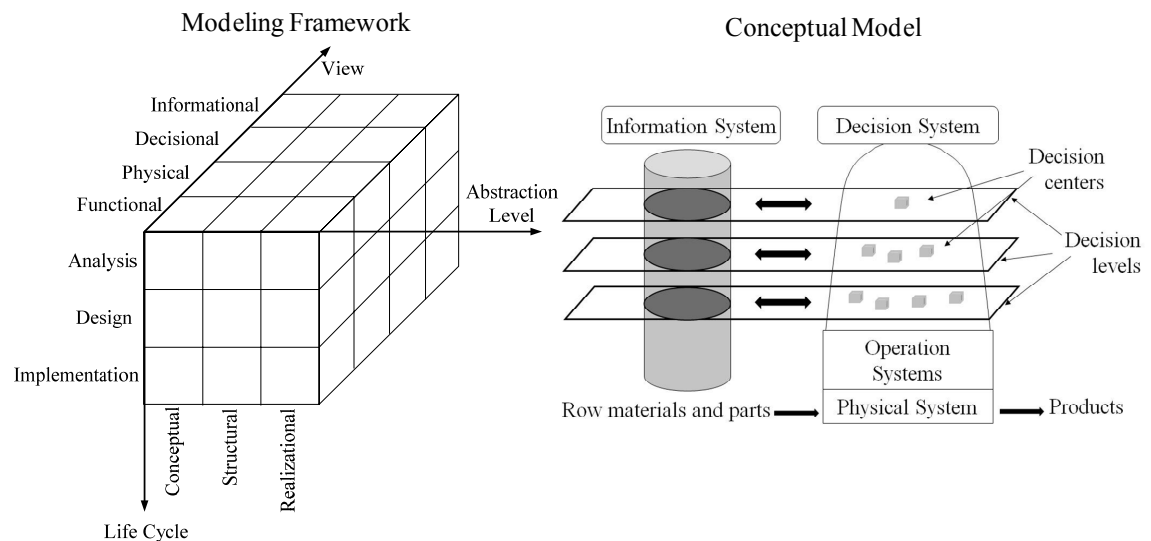 Modeling Framework
View
Informational
Decisional
Physical
Functional
Abstraction
Level
Analysis
Design
Implementation
Conceptual
Structural
Realizational
Life Cycle
Conceptual Model
Information System
Decision System
Decision
centers
Decision
levels
Operation
Systems
Row materials and parts
Physical System
Products